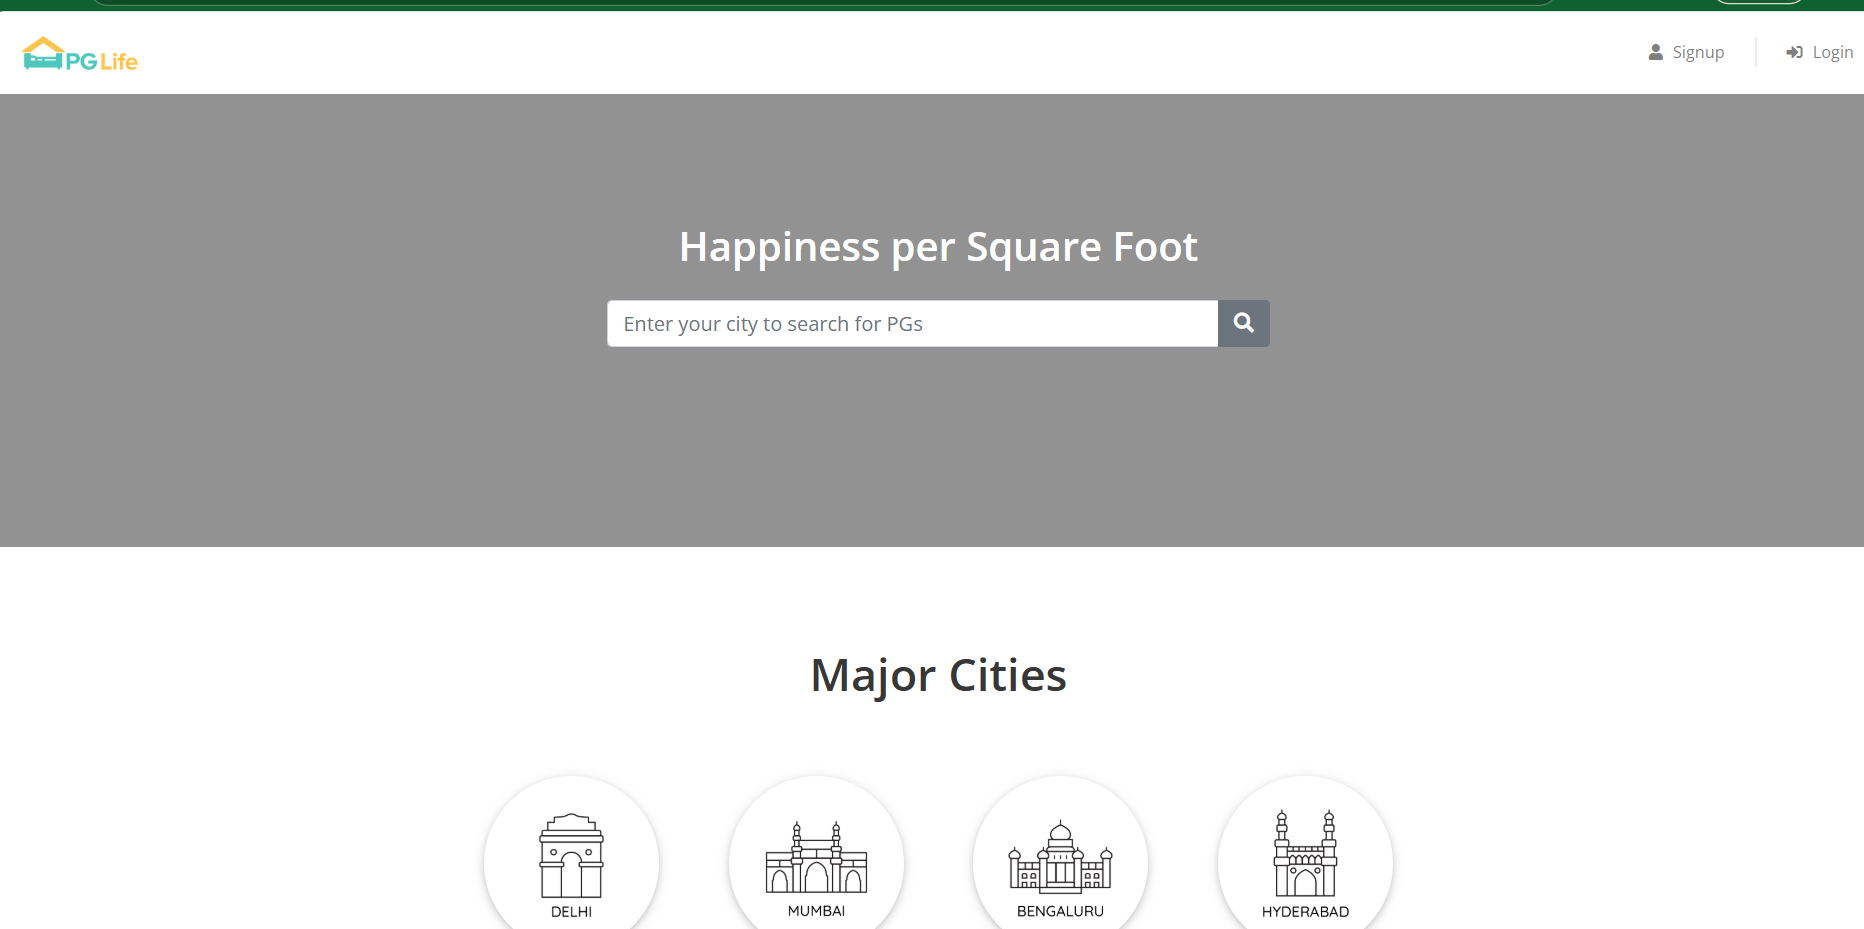 PG Life
Signup
Login
Happiness per Square Foot
Enter your city to search for PGs
Major Cities
DELHI
MUMBAI
BENGALURU
HYDERABAD